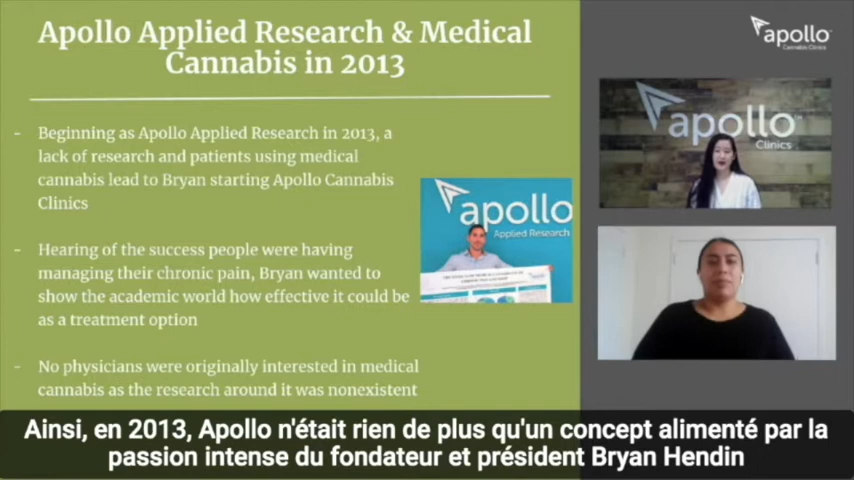 Apollo Applied Research & Medical
Cannabis in 2013
- Beginning as Apollo Applied Research in 2013, a
lack of research and patients using medical
cannabis lead to Bryan starting Apollo Cannabis
Clinics
- Hearing of the success people were having
managing their chronic pain, Bryan wanted to
show the academic world how effective it could be
as a treatment option
- No physicians were originally interested in medical
cannabis as the research around it was nonexistent
apollo
Applied Research
apollo
Cannabis Clinics
apollo
Clinics
Ainsi, en 2013, Apollo n'était rien de plus qu'un concept alimenté par la
passion intense du fondateur et président Bryan Hendin